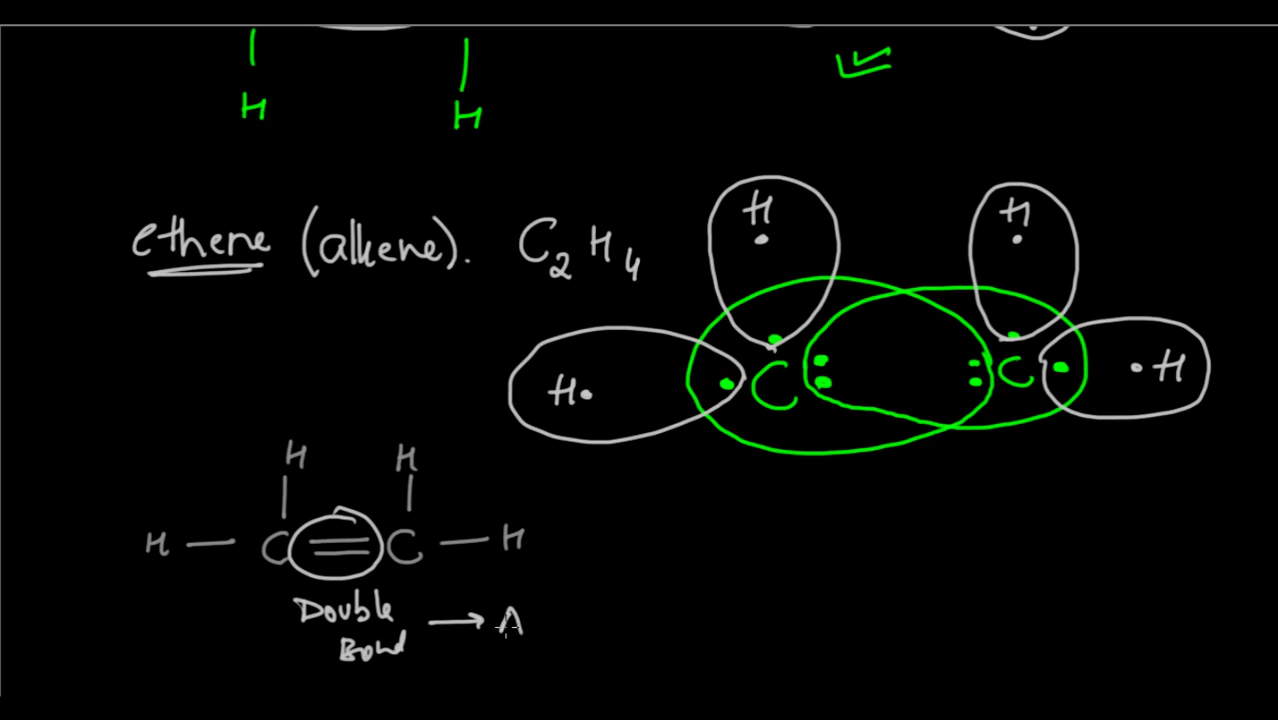 H H
ethene (alkene). C2H4
H H
H C C H
H H
H — C = C — H
Double → A
Bond